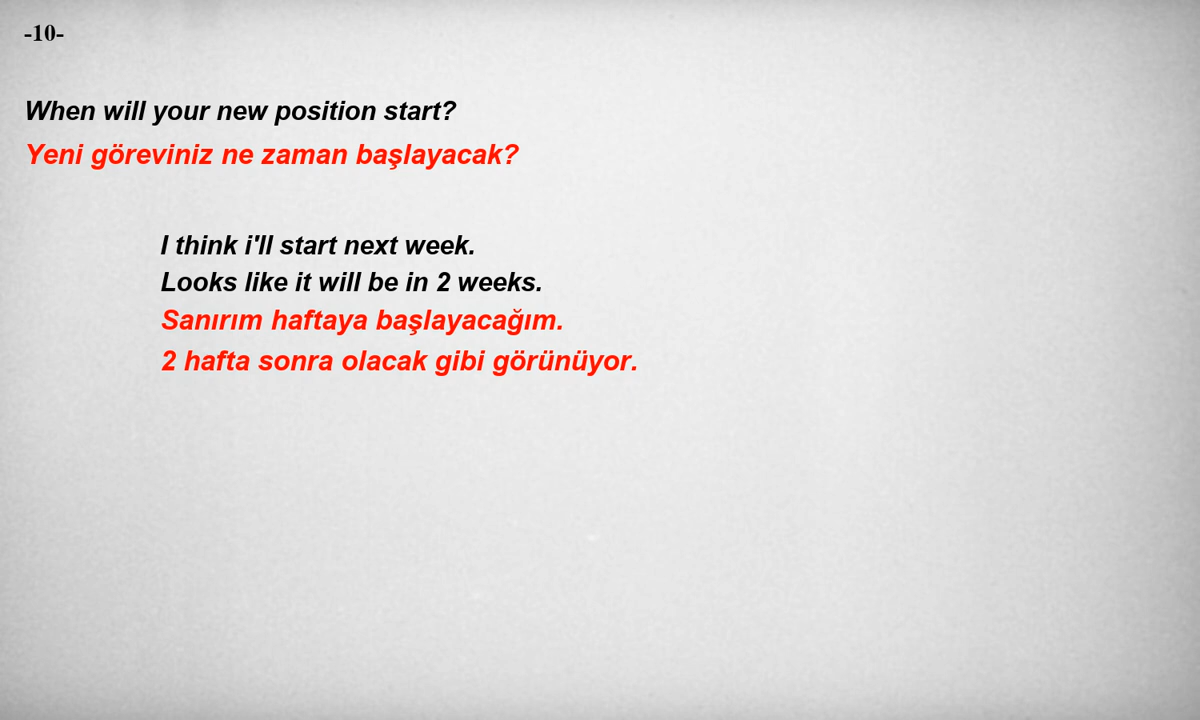 -10-
When will your new position start?
Yeni göreviniz ne zaman başlayacak?
I think i'll start next week.
Looks like it will be in 2 weeks.
Sanırım haftaya başlayacağım.
2 hafta sonra olacak gibi görünüyor.